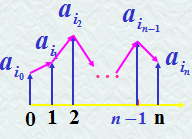 a_{i_0} a_{i_1} a_{i_2} ... a_{i_{n-1}} a_{i_n}
0 1 2 n-1 n